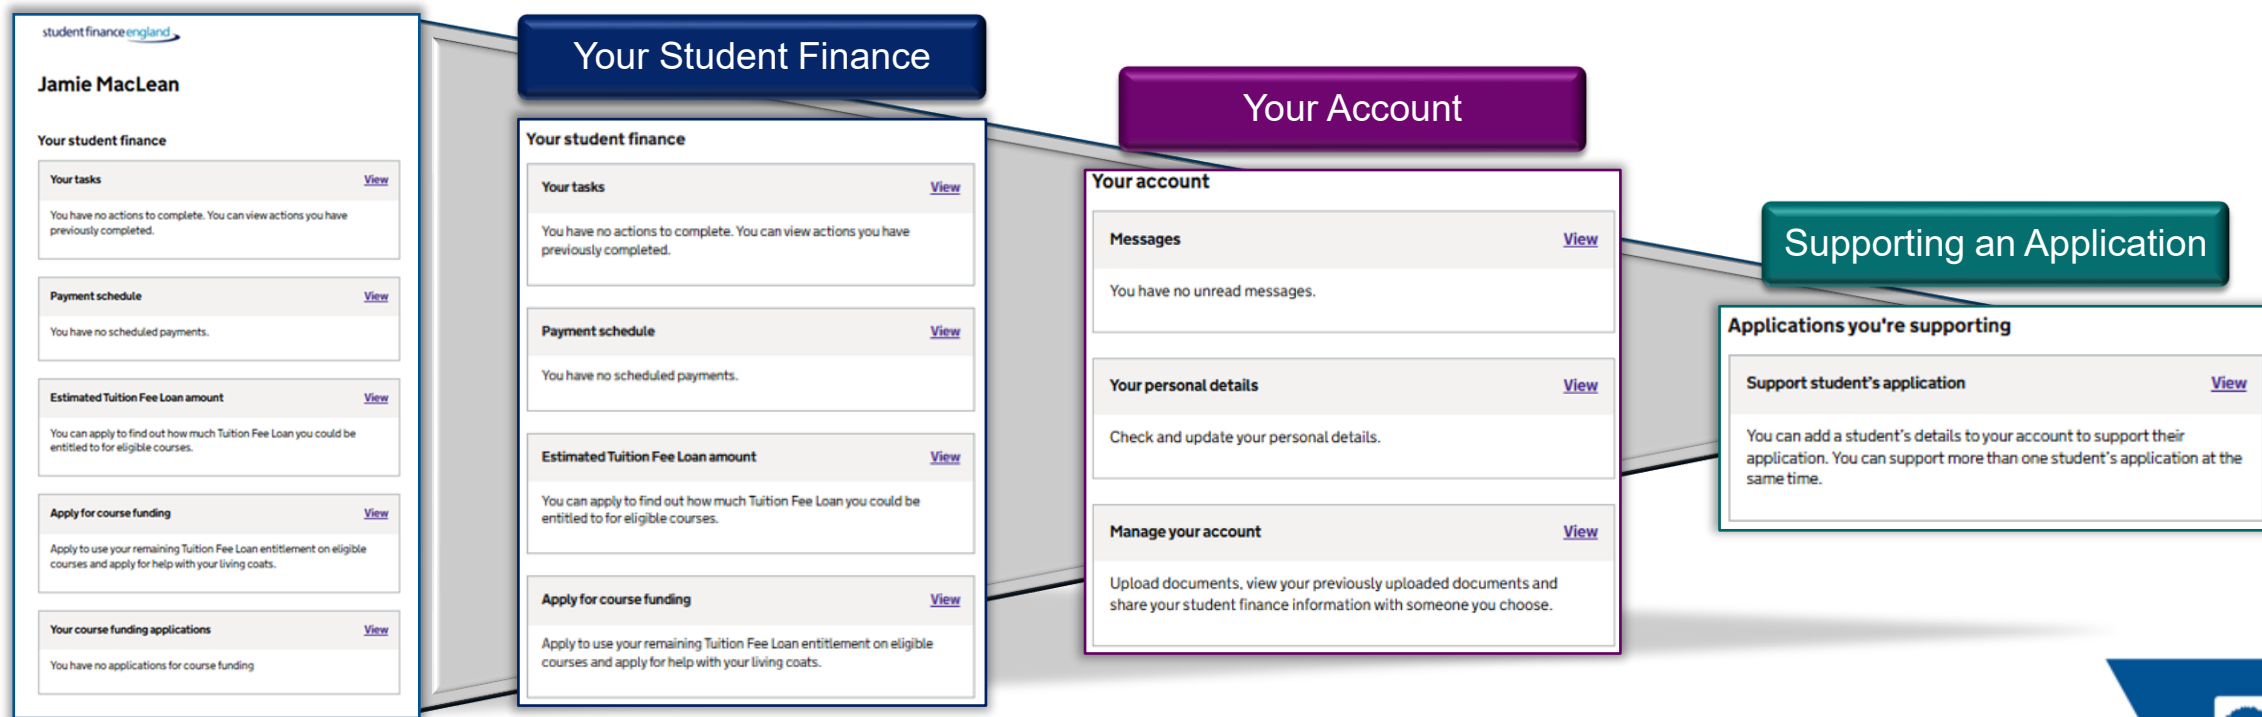 studentfinanceengland
Jamie MacLean
Your student finance
Your tasks View
You have no actions to complete. You can view actions you have
previously completed.
Payment schedule View
You have no scheduled payments.
Estimated Tuition Fee Loan amount View
You can apply to find out how much Tuition Fee Loan you could be
entitled to for eligible courses.
Apply for course funding View
Apply to use your remaining Tuition Fee Loan entitlement on eligible
courses and apply for help with your living coats.
Your course funding applications View
You have no applications for course funding
Your Student Finance
Your student finance
Your tasks View
You have no actions to complete. You can view actions you have
previously completed.
Payment schedule View
You have no scheduled payments.
Estimated Tuition Fee Loan amount View
You can apply to find out how much Tuition Fee Loan you could be
entitled to for eligible courses.
Apply for course funding View
Apply to use your remaining Tuition Fee Loan entitlement on eligible
courses and apply for help with your living coats.
Your Account
Your account
Messages View
You have no unread messages.
Your personal details View
Check and update your personal details.
Manage your account View
Upload documents, view your previously uploaded documents and
share your student finance information with someone you choose.
Supporting an Application
Applications you're supporting
Support student's application View
You can add a student's details to your account to support their
application. You can support more than one student's application at the
same time.